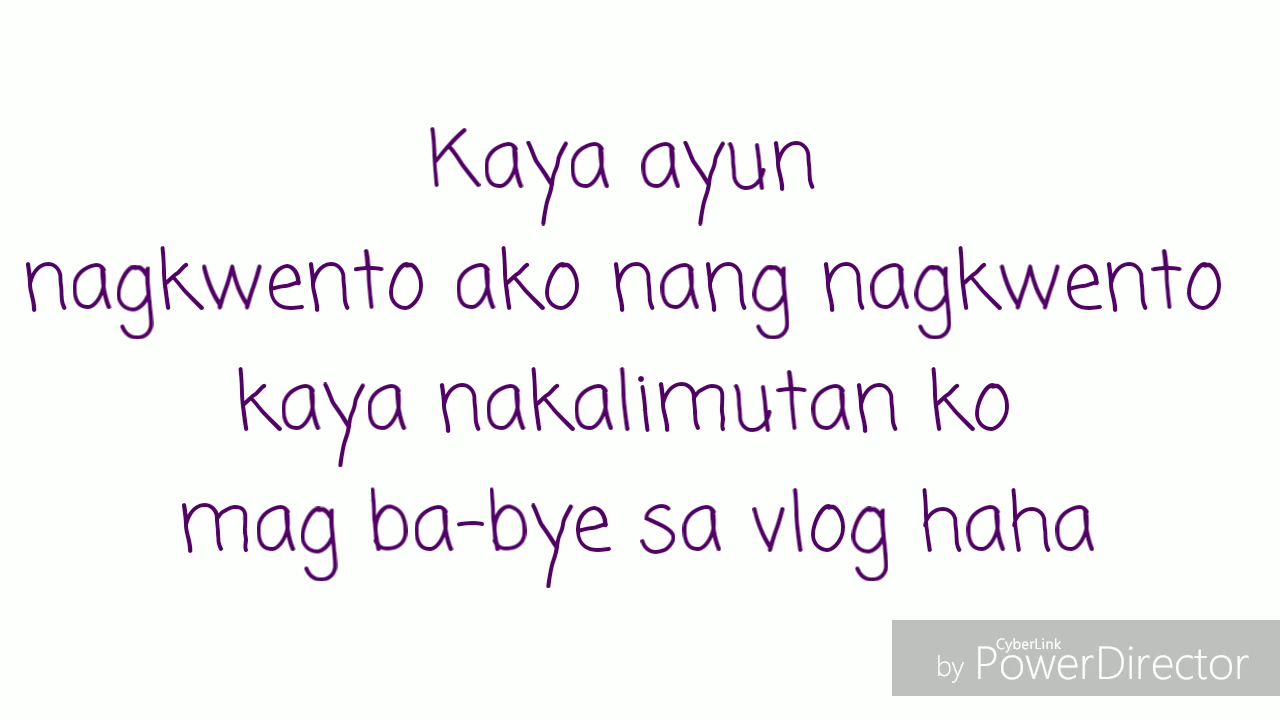 Kaya ayun
nagkwento ako nang nagkwento
kaya nakalimutan ko
mag ba-bye sa vlog haha
CyberLink
by PowerDirector